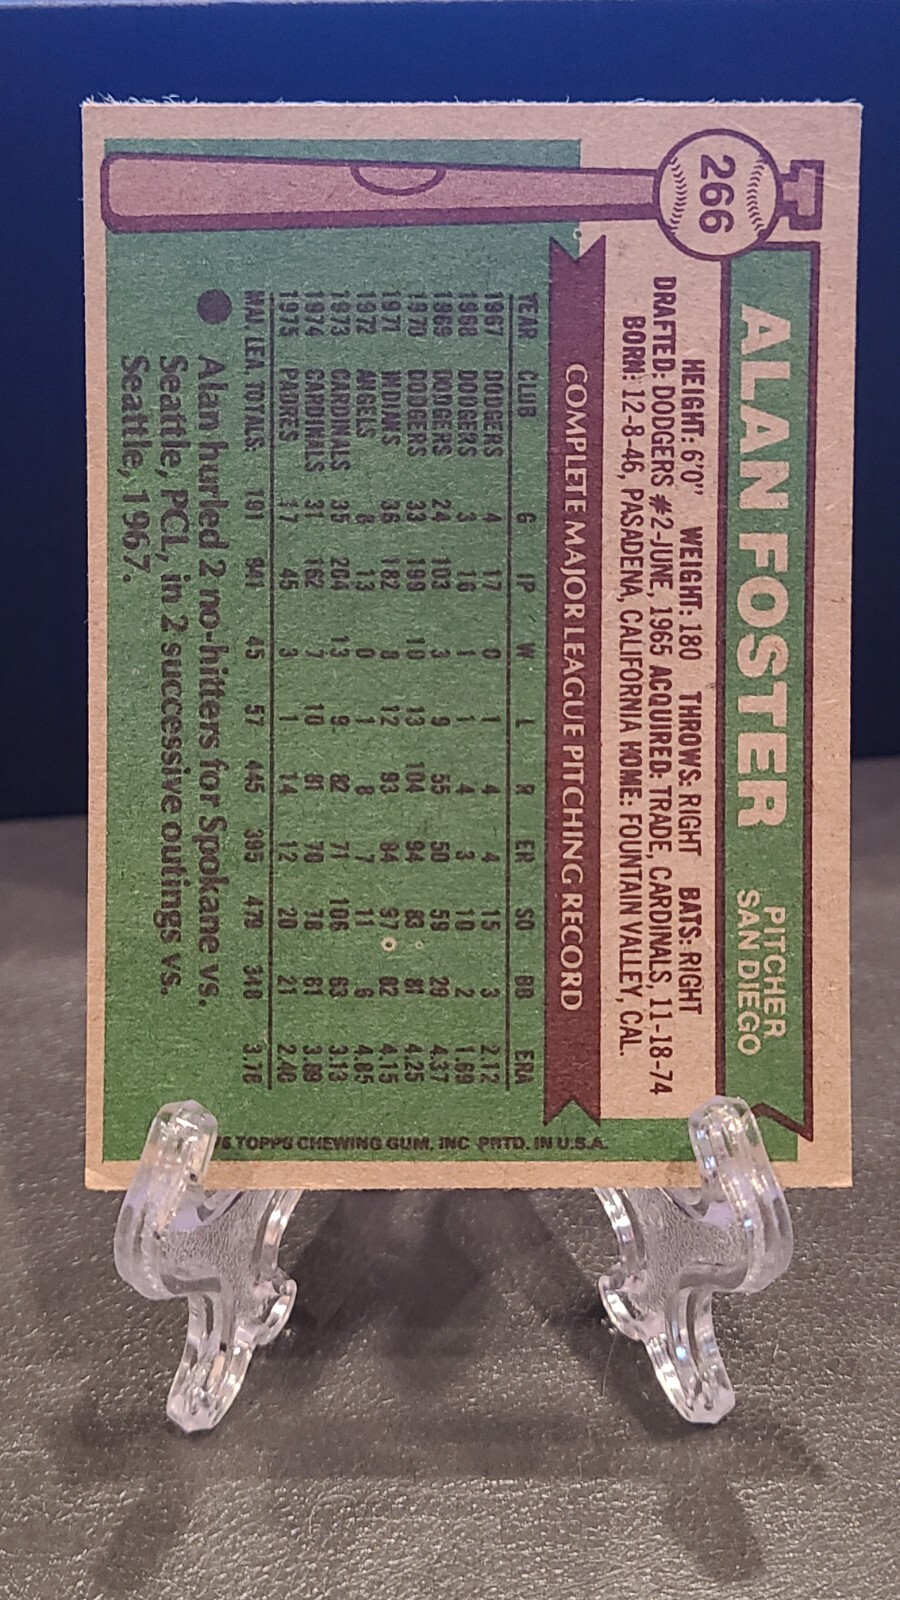 266
ALAN FOSTER
PITCHER
SAN DIEGO
HEIGHT: 6'0" WEIGHT: 180 THROWS: RIGHT BATS: RIGHT
DRAFTED: DODGERS #2-JUNE, 1965 ACQUIRED: TRADE, CARDINALS, 11-18-74
BORN: 12-8-46, PASADENA, CALIFORNIA HOME: FOUNTAIN VALLEY, CAL.
COMPLETE MAJOR LEAGUE PITCHING RECORD
YEAR CLUB G IP W L R ER SO BB ERA
1967 DODGERS 4 17 0 1 4 4 15 3 2.12
1968 DODGERS 3 16 1 1 4 3 10 2 1.69
1969 DODGERS 24 103 3 9 55 50 59 29 4.37
1970 DODGERS 33 199 10 13 104 94 83 81 4.25
1971 INDIANS 36 182 8 12 93 84 97 82 4.15
1972 ANGELS 8 13 0 1 8 7 11 6 4.85
1973 CARDINALS 35 204 13 9 82 71 106 63 3.13
1974 CARDINALS 31 162 7 10 81 70 78 61 3.89
1975 PADRES 17 45 3 1 14 12 20 21 2.40
MAJ. LEA. TOTALS: 191 941 45 57 445 395 479 348 3.78
Alan hurled 2 no-hitters for Spokane vs.
Seattle, PCL, in 2 successive outings vs.
Seattle, 1967.
TOPPS CHEWING GUM, INC PRTD. IN U.S.A.